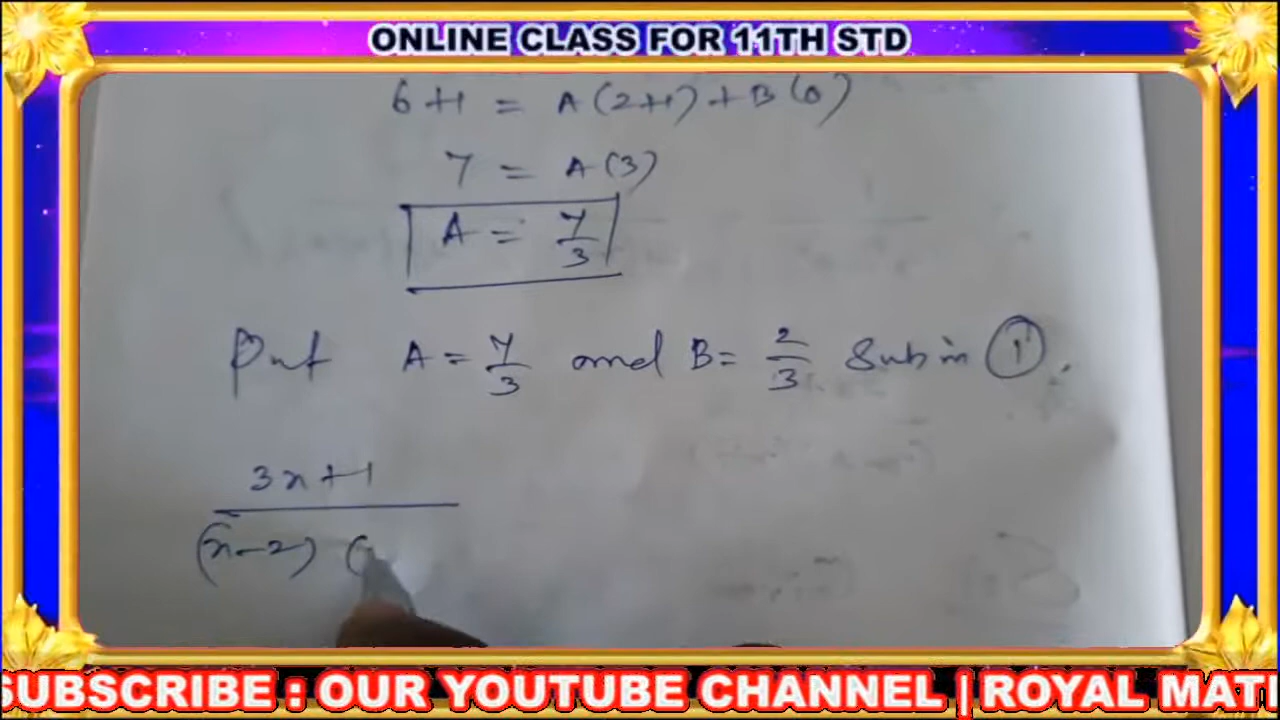 ONLINE CLASS FOR 11TH STD
6+1 = A(2+1)+B(0)
7 = A(3)
A = 7/3
Put A = 7/3 and B = 2/3 Sub in ①.
3x+1
(x-2) (
SUBSCRIBE : OUR YOUTUBE CHANNEL | ROYAL MAT